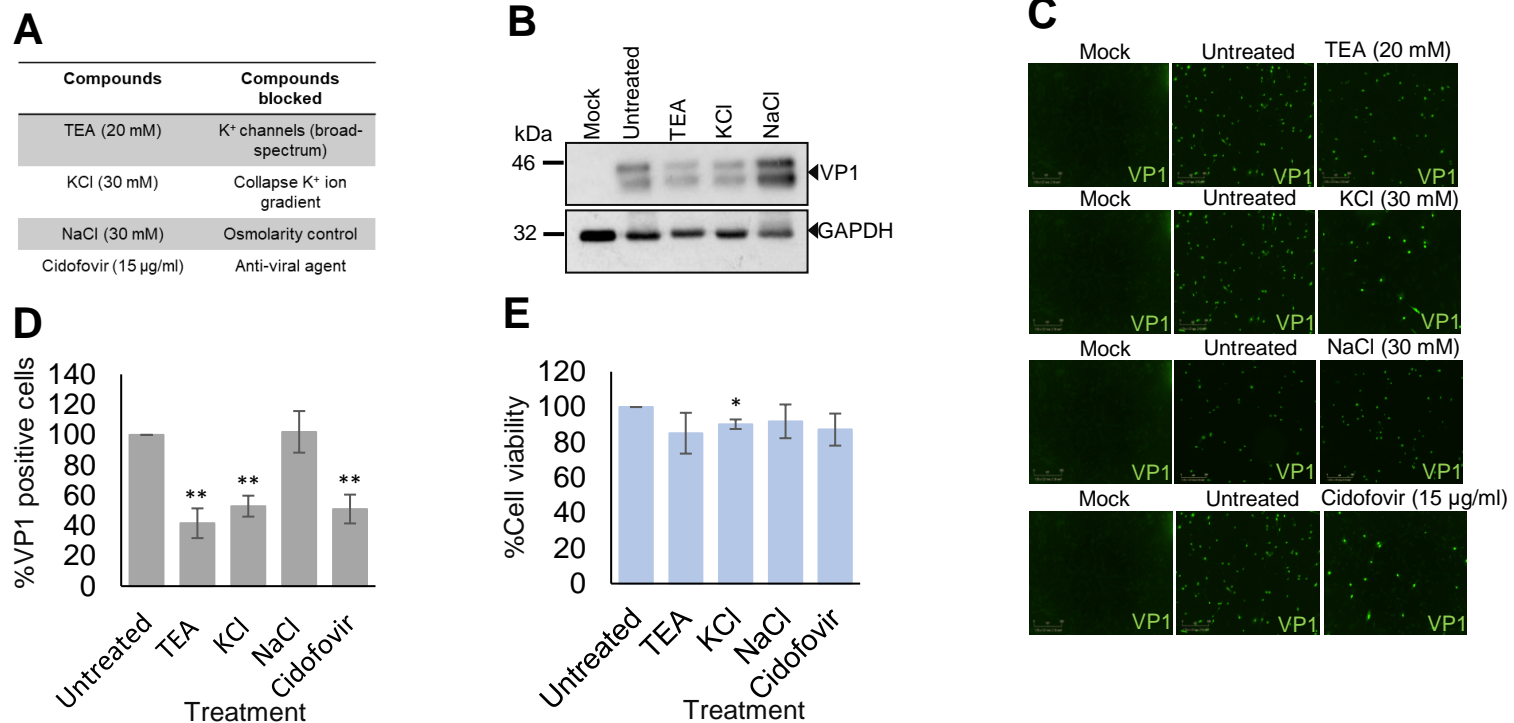 A
Compounds Compounds
blocked
TEA (20 mM) K⁺ channels (broad-
spectrum)
KCl (30 mM) Collapse K⁺ ion
gradient
NaCl (30 mM) Osmolarity control
Cidofovir (15 µg/ml) Anti-viral agent
B
Mock Untreated TEA KCl NaCl
kDa
46
VP1
32
GAPDH
C
Mock Untreated TEA (20 mM)
VP1 VP1 VP1
Mock Untreated KCl (30 mM)
VP1 VP1 VP1
Mock Untreated NaCl (30 mM)
VP1 VP1 VP1
Mock Untreated Cidofovir (15 µg/ml)
VP1 VP1 VP1
D
%VP1 positive cells
140
120
100
80
60
40
20
0
** ** **
Untreated TEA KCl NaCl Cidofovir
Treatment
E
%Cell viability
120
100
80
60
40
20
0
*
Untreated TEA KCl NaCl Cidofovir
Treatment